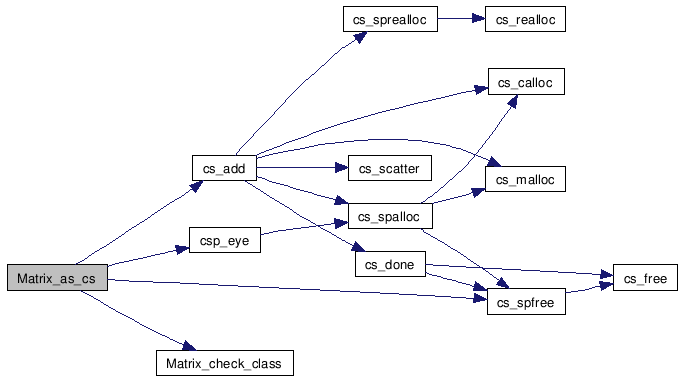 cs_sprealloc
cs_realloc
cs_calloc
cs_add
cs_scatter
cs_malloc
cs_spalloc
csp_eye
cs_done
Matrix_as_cs
cs_free
cs_spfree
Matrix_check_class